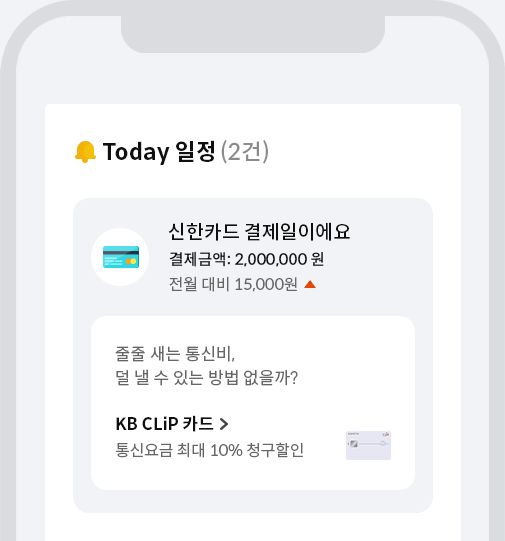 Today 일정 (2건)
신한카드 결제일이에요
결제금액: 2,000,000 원
전월 대비 15,000원
줄줄 새는 통신비,
덜 낼 수 있는 방법 없을까?
KB CLiP 카드
통신요금 최대 10% 청구할인